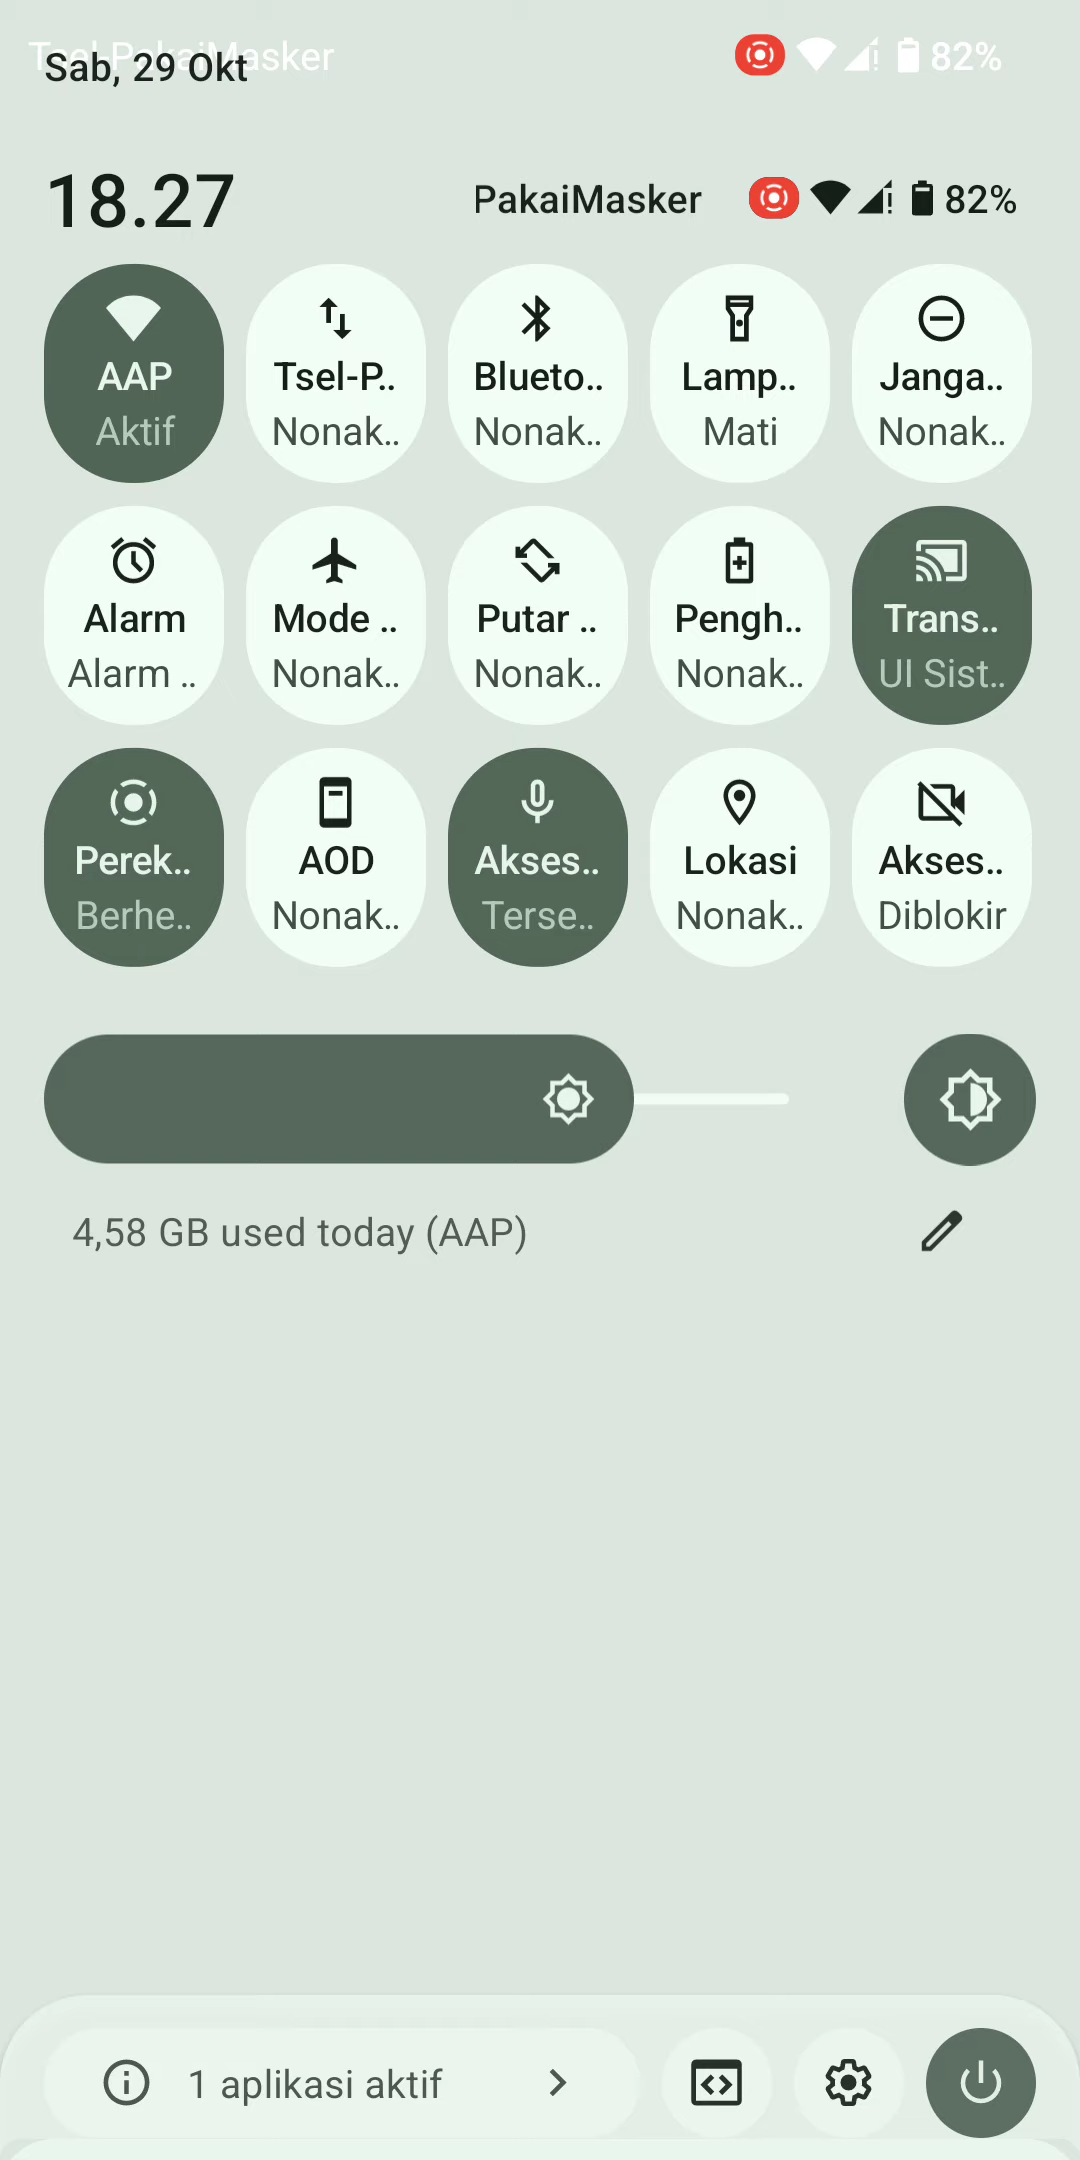 Tsel-PakaiMasker 82%
Sab, 29 Okt
18.27 PakaiMasker 82%
AAP Tsel-P.. Blueto.. Lamp.. Janga..
Aktif Nonak.. Nonak.. Mati Nonak..
Alarm Mode .. Putar .. Pengh.. Trans..
Alarm .. Nonak.. Nonak.. Nonak.. UI Sist..
Perek.. AOD Akses.. Lokasi Akses..
Berhe.. Nonak.. Terse.. Nonak.. Diblokir
4,58 GB used today (AAP)
1 aplikasi aktif